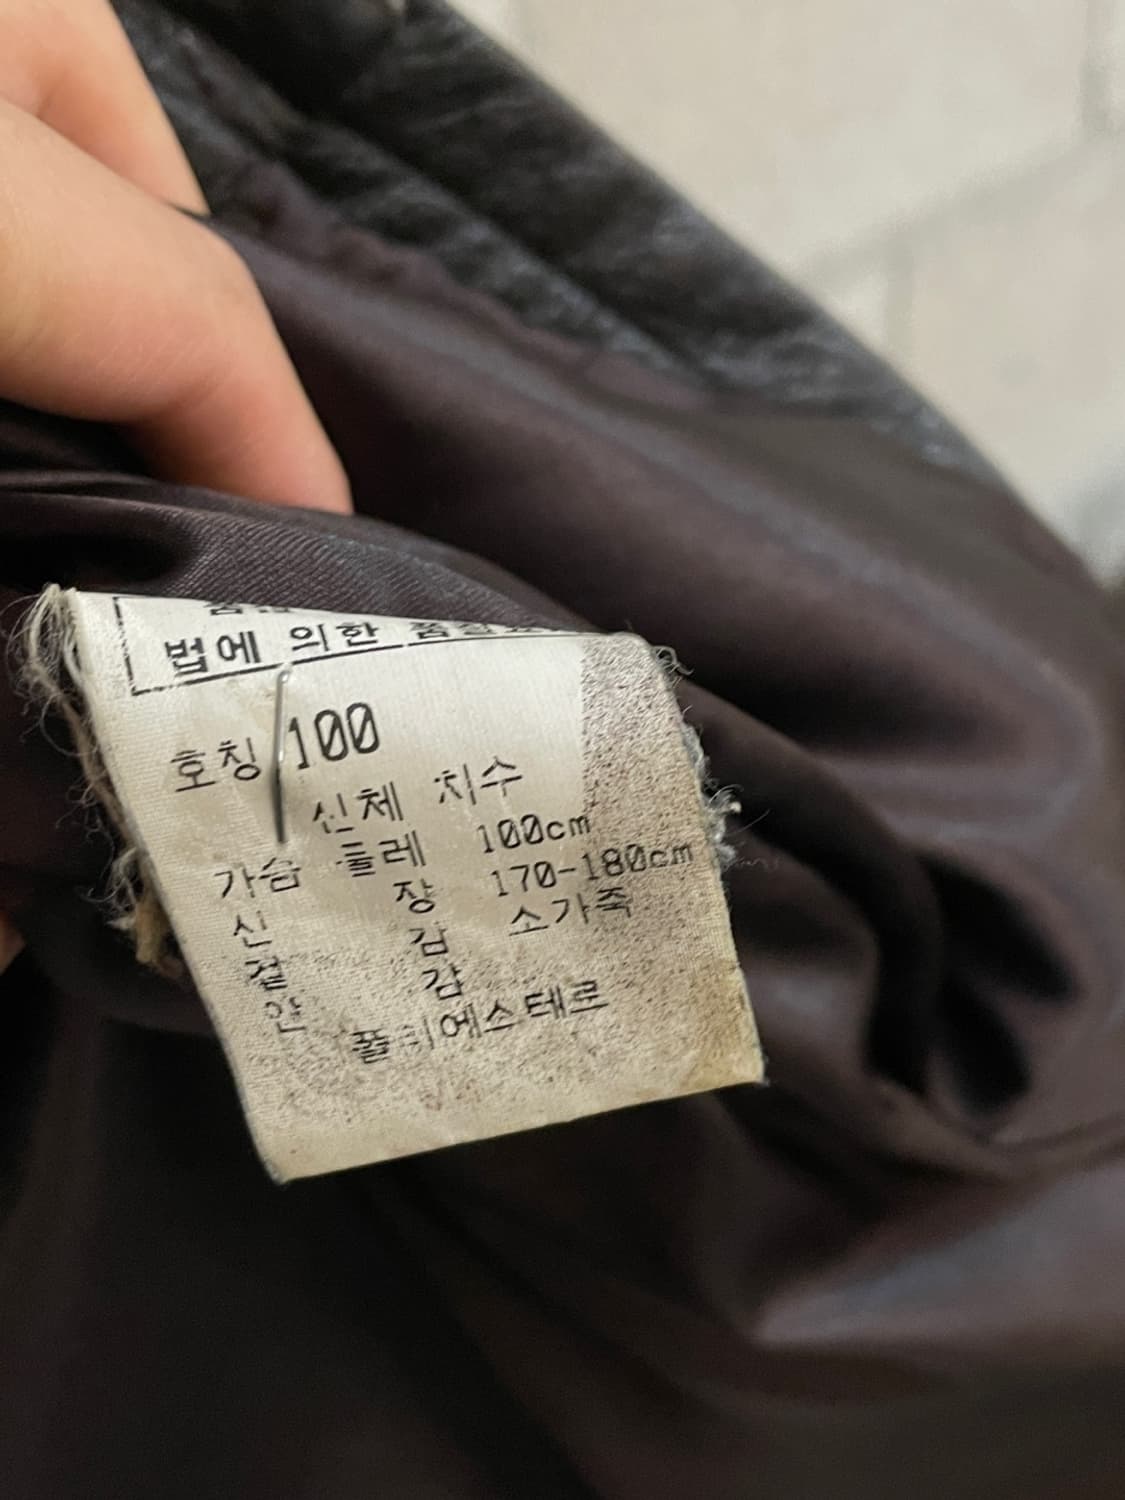 법에 의한 품
호칭 100
신체 치수
가슴 둘레 100cm
신 장 170-180cm
겉 감 소가죽
안 감
폴리에스테르